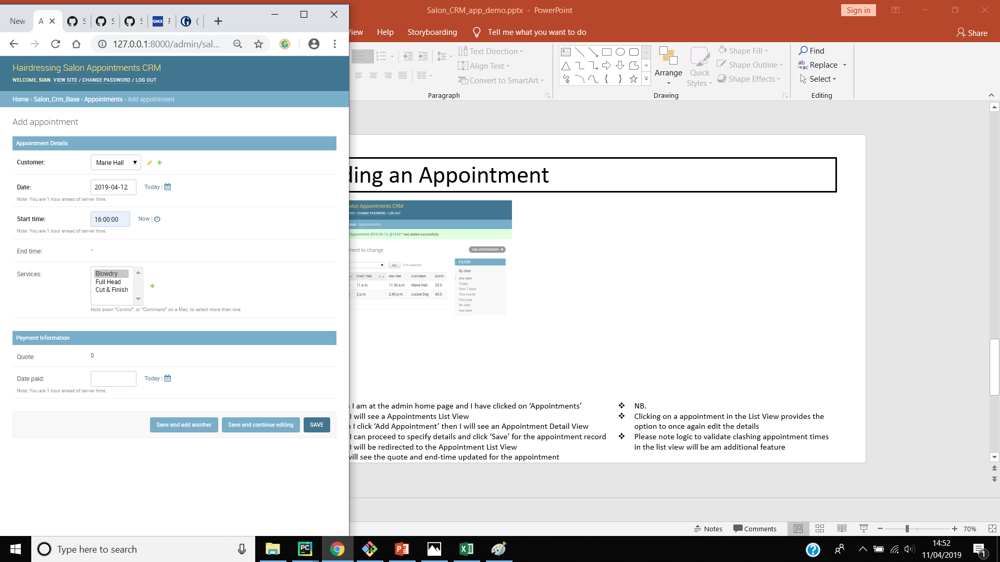 New
A
GMX
127.0.0.1:8000/admin/sal...
Hairdressing Salon Appointments CRM
WELCOME, SIAN. VIEW SITE / CHANGE PASSWORD / LOG OUT
Home › Salon_Crm_Base › Appointments › Add appointment
Add appointment
Appointment Details
Customer:
Marie Hall
Date:
2019-04-12
Today
Note: You are 1 hour ahead of server time.
Start time:
16:00:00
Now
Note: You are 1 hour ahead of server time.
End time:
-
Services:
Blowdry
Full Head
Cut & Finish
Hold down "Control", or "Command" on a Mac, to select more than one.
Payment Information
Quote:
0
Date paid:
Today
Note: You are 1 hour ahead of server time.
Save and add another
Save and continue editing
SAVE
Salon_CRM_app_demo.pptx - PowerPoint
Sign in
View
Help
Storyboarding
Tell me what you want to do
Share
Text Direction
Align Text
Convert to SmartArt
Paragraph
Arrange
Quick
Styles
Shape Fill
Shape Outline
Shape Effects
Drawing
Find
Replace
Select
Editing
ding an Appointment
alon Appointments CRM
ITE / CHANGE PASSWORD / LOG OUT
ase › Appointments
"Appointment 2019-04-12, @14:00:" was added successfully.
ment to change
ADD APPOINTMENT +
Go
0 of 2 selected
START TIME
END TIME
CUSTOMER
QUOTE
11 a.m.
11:30 a.m.
Marie Hall
25.0
2 p.m.
2:40 p.m.
Louise Day
40.0
FILTER
By date
Any date
Today
Past 7 days
This month
This year
No date
Has date
I am at the admin home page and I have clicked on ‘Appointments’
I will see a Appointments List View
I click ‘Add Appointment’ then I will see an Appointment Detail View
I can proceed to specify details and click ‘Save’ for the appointment record
I will be redirected to the Appointment List View
will see the quote and end-time updated for the appointment
❖ NB.
❖ Clicking on a appointment in the List View provides the
option to once again edit the details
❖ Please note logic to validate clashing appointment times
in the list view will be am additional feature
Notes
Comments
70%
Type here to search
14:52
11/04/2019
1